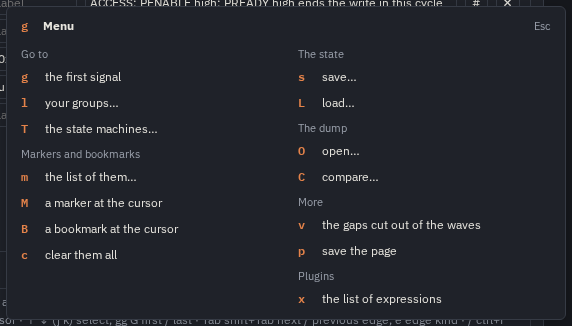 ACCESS: PENABLE high; PREADY high ends the write in this cycle. # ×
g Menu Esc
Go to
g the first signal
l your groups...
T the state machines...
Markers and bookmarks
m the list of them...
M a marker at the cursor
B a bookmark at the cursor
c clear them all
The state
s save...
L load...
The dump
O open...
C compare...
More
v the gaps cut out of the waves
p save the page
Plugins
x the list of expressions